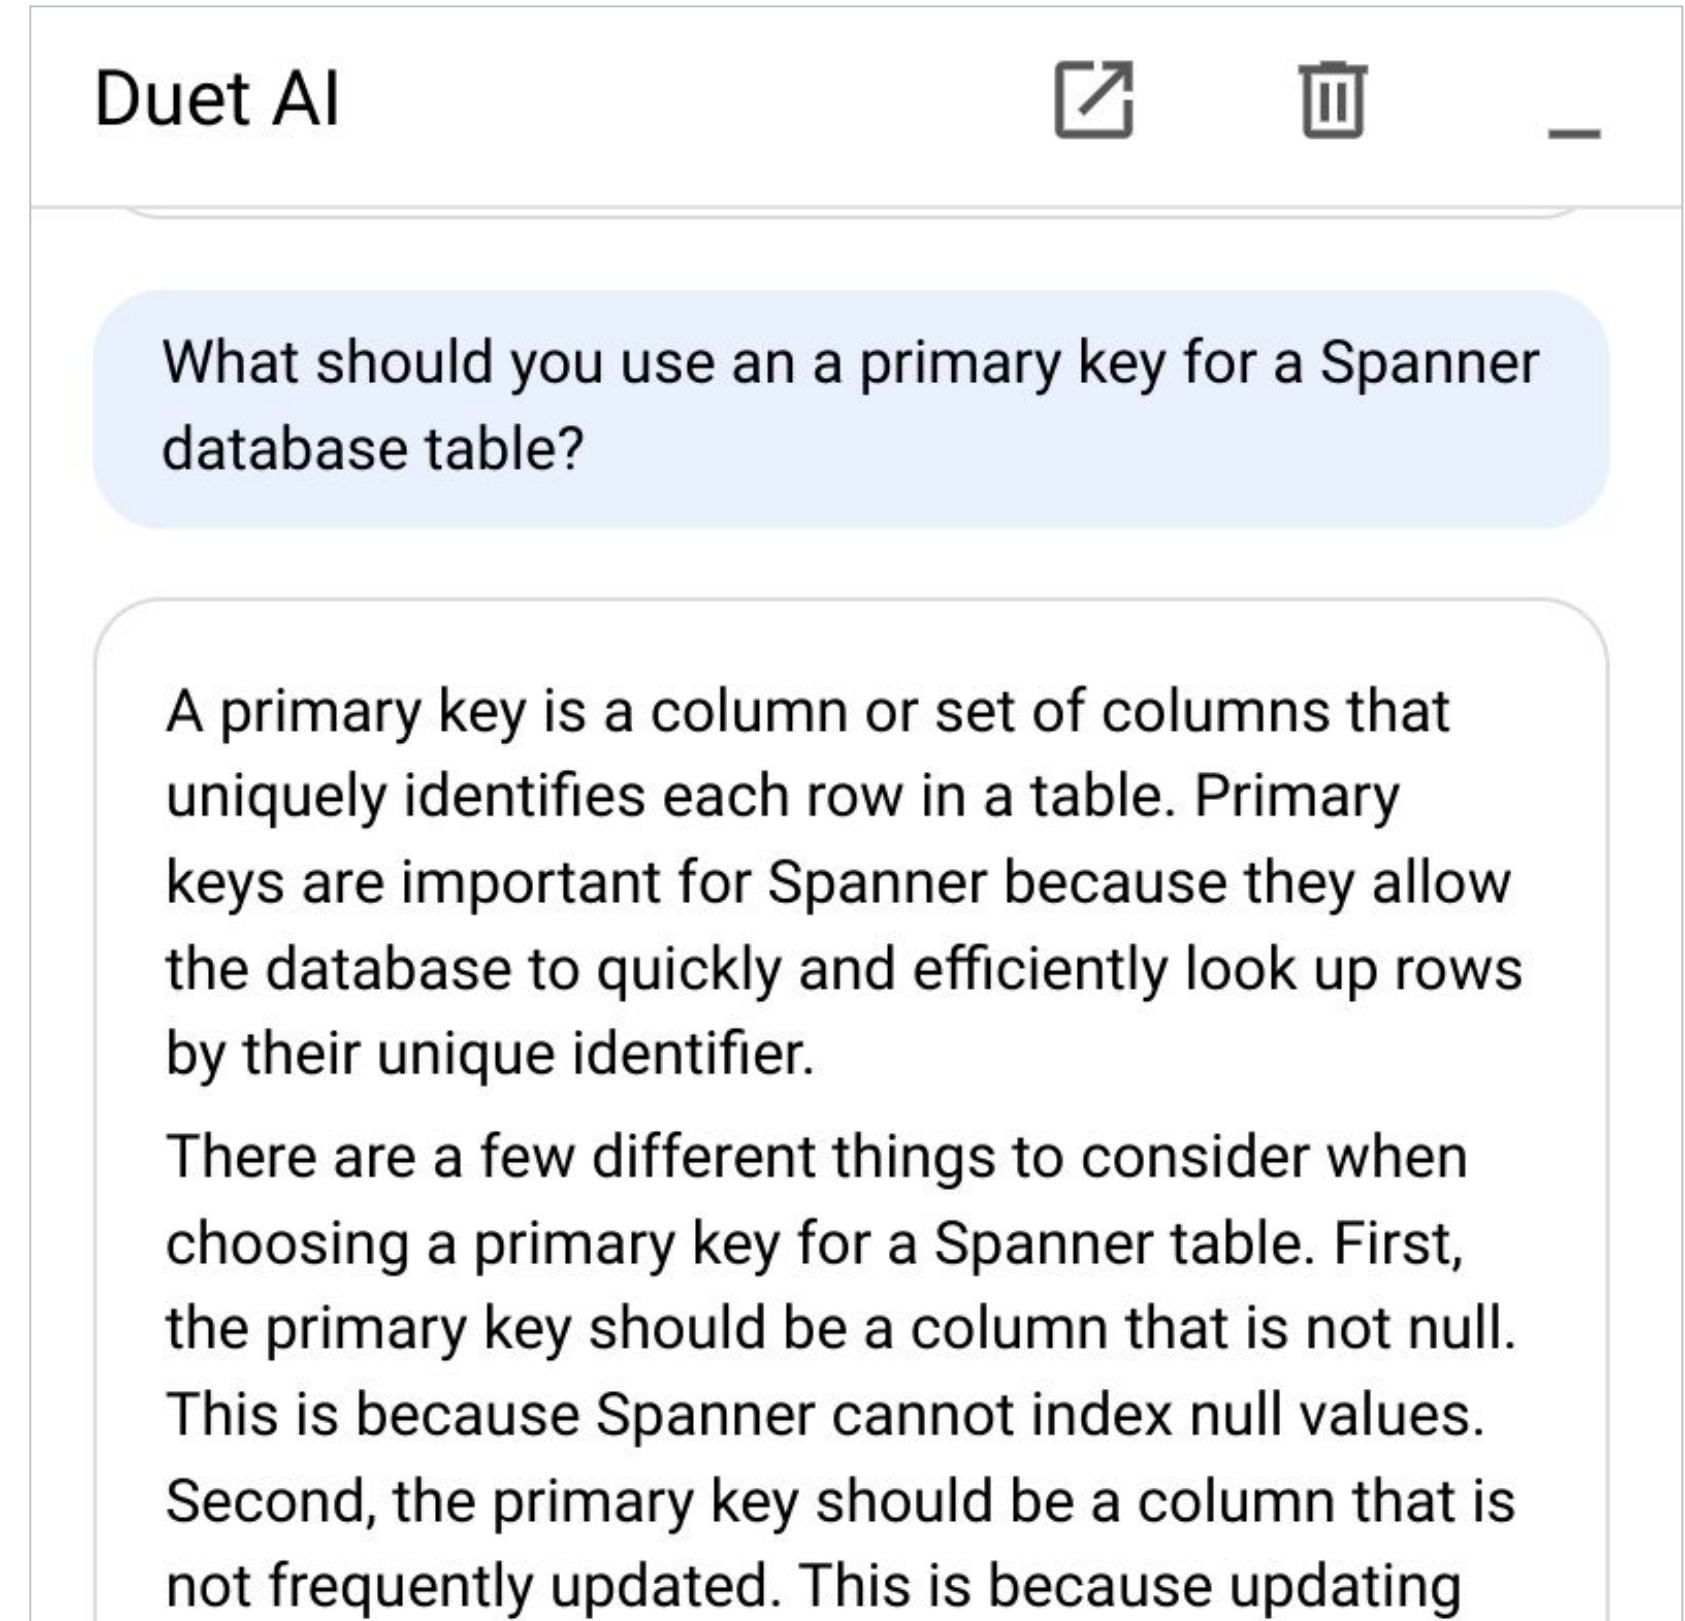 Duet AI
What should you use an a primary key for a Spanner
database table?
A primary key is a column or set of columns that
uniquely identifies each row in a table. Primary
keys are important for Spanner because they allow
the database to quickly and efficiently look up rows
by their unique identifier.
There are a few different things to consider when
choosing a primary key for a Spanner table. First,
the primary key should be a column that is not null.
This is because Spanner cannot index null values.
Second, the primary key should be a column that is
not frequently updated. This is because updating